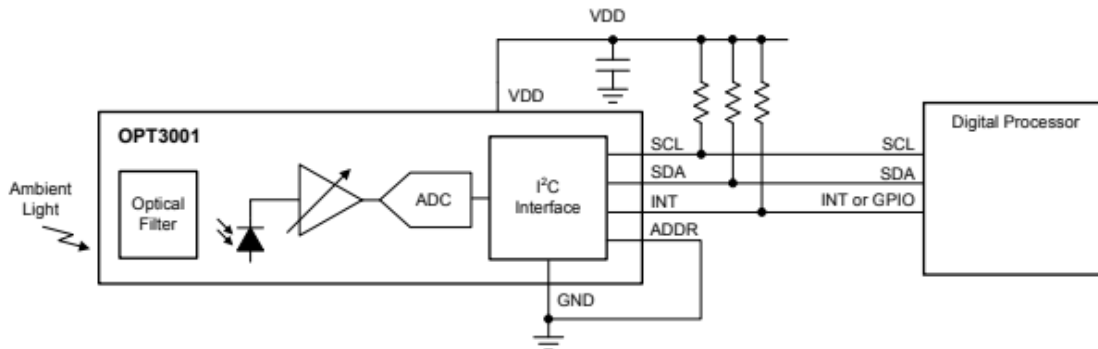 VDD
VDD
OPT3001
Digital Processor
SCL
SCL
Ambient
Light
Optical
Filter
ADC
I²C
Interface
SDA
SDA
INT
INT or GPIO
ADDR
GND